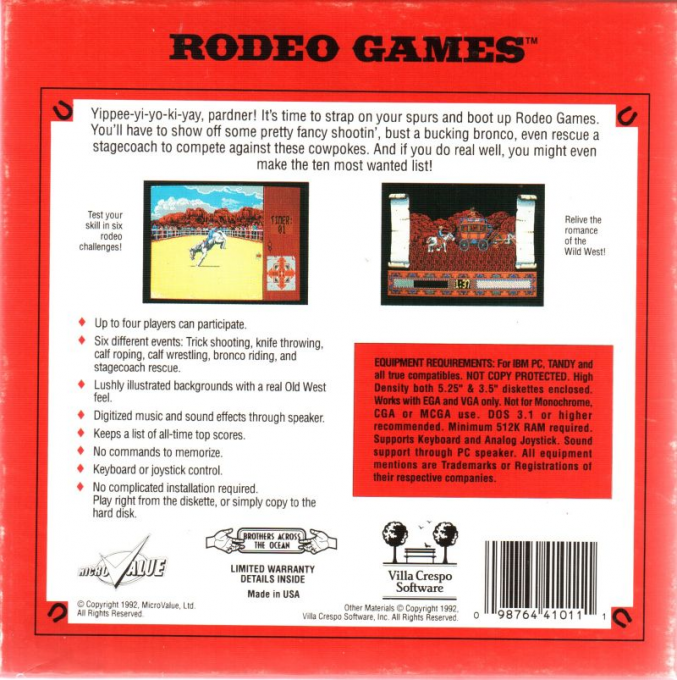 RODEO GAMES™
Yippee-yi-yo-ki-yay, pardner! It's time to strap on your spurs and boot up Rodeo Games.
You'll have to show off some pretty fancy shootin', bust a bucking bronco, even rescue a
stagecoach to compete against these cowpokes. And if you do real well, you might even
make the ten most wanted list!
Test your
skill in six
rodeo
challenges!
TIMER:
01
Relive the
romance
of the
Wild West!
Up to four players can participate.
Six different events: Trick shooting, knife throwing,
calf roping, calf wrestling, bronco riding, and
stagecoach rescue.
Lushly illustrated backgrounds with a real Old West
feel.
Digitized music and sound effects through speaker.
Keeps a list of all-time top scores.
No commands to memorize.
Keyboard or joystick control.
No complicated installation required.
Play right from the diskette, or simply copy to the
hard disk.
EQUIPMENT REQUIREMENTS: For IBM PC, TANDY and
all true compatibles. NOT COPY PROTECTED. High
Density both 5.25" & 3.5" diskettes enclosed.
Works with EGA and VGA only. Not for Monochrome,
CGA or MCGA use. DOS 3.1 or higher
recommended. Minimum 512K RAM required.
Supports Keyboard and Analog Joystick. Sound
support through PC speaker. All equipment
mentions are Trademarks or Registrations of
their respective companies.
MICRO VALUE
© Copyright 1992, MicroValue, Ltd.
All Rights Reserved.
BROTHERS ACROSS
THE OCEAN
LIMITED WARRANTY
DETAILS INSIDE
Made in USA
Villa Crespo
Software
Other Materials © Copyright 1992,
Villa Crespo Software, Inc. All Rights Reserved.
0 98764 41011 1